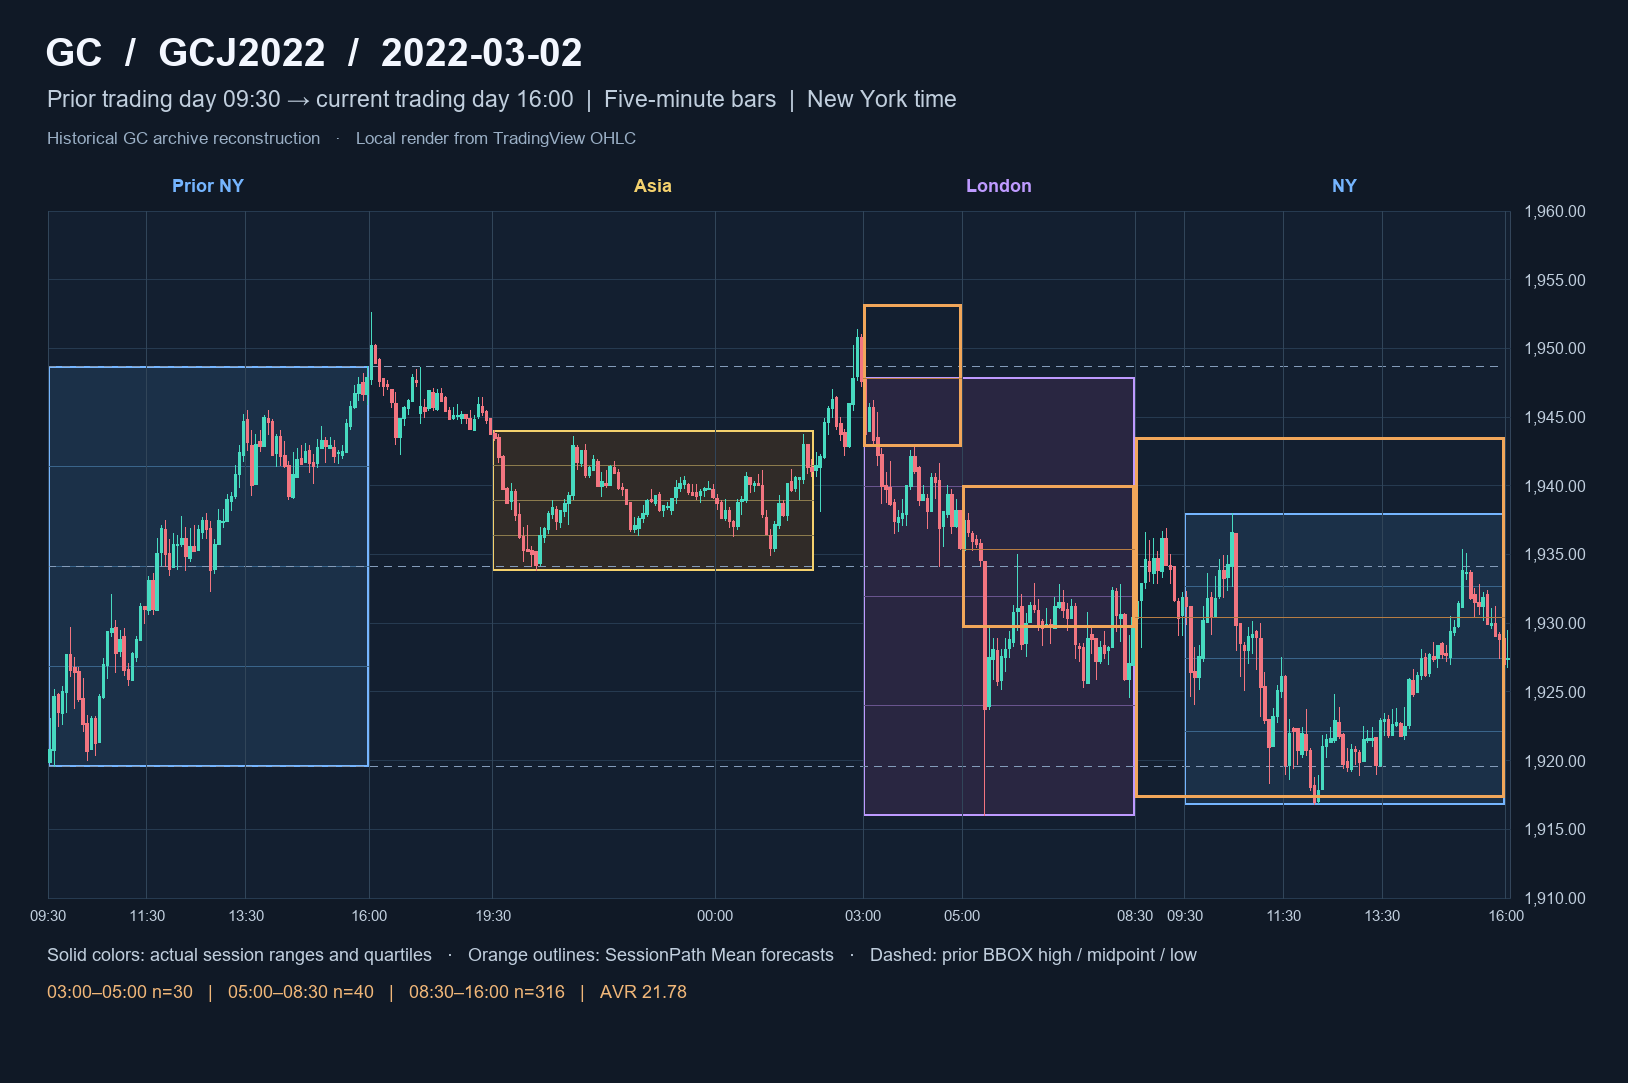 GC / GCJ2022 / 2022-03-02
Prior trading day 09:30 → current trading day 16:00 | Five-minute bars | New York time
Historical GC archive reconstruction · Local render from TradingView OHLC
Prior NY Asia London NY
1,960.00
1,955.00
1,950.00
1,945.00
1,940.00
1,935.00
1,930.00
1,925.00
1,920.00
1,915.00
1,910.00
09:30 11:30 13:30 16:00 19:30 00:00 03:00 05:00 08:30 09:30 11:30 13:30 16:00
Solid colors: actual session ranges and quartiles · Orange outlines: SessionPath Mean forecasts · Dashed: prior BBOX high / midpoint / low
03:00–05:00 n=30 | 05:00–08:30 n=40 | 08:30–16:00 n=316 | AVR 21.78